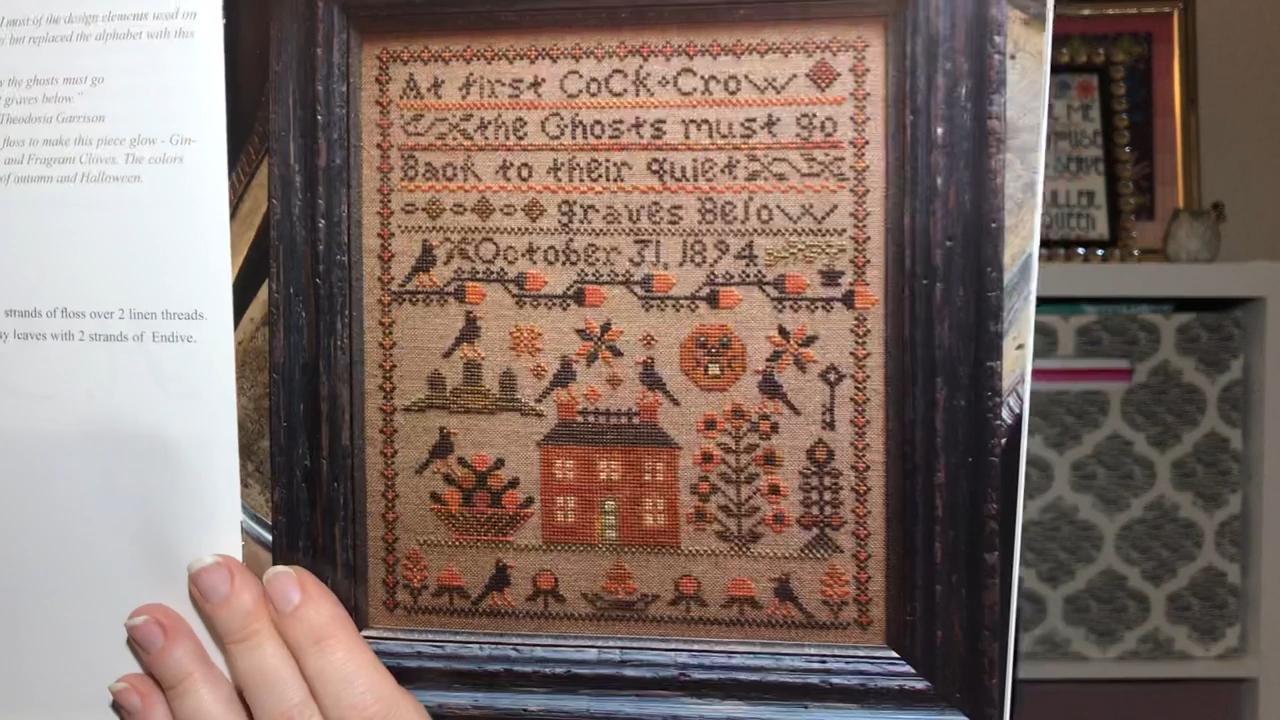 most of the design elements used on
but replaced the alphabet with this
the ghosts must go
graves below."
Theodosia Garrison
floss to make this piece glow - Gin-
and Fragrant Cloves. The colors
of autumn and Halloween.
strands of floss over 2 linen threads.
leaves with 2 strands of Endive.
At first CoCk Crow
the Ghosts must go
Back to their quiet
graves Below
October 31, 1894
ME
SERVE
KILLER
QUEEN